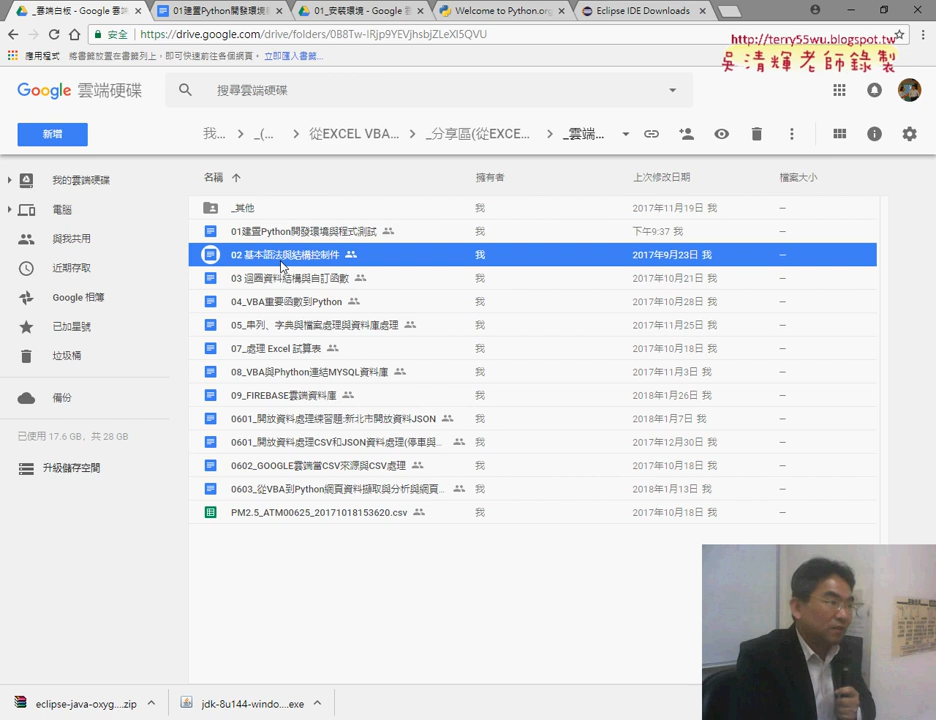 _雲端白板 - Google 雲端
01建置Python開發環境與
01_安裝環境 - Google 雲
Welcome to Python.org
Eclipse IDE Downloads
安全
https://drive.google.com/drive/folders/0B8Tw-IRjp9YEVjhsbjZLeXI5QVU
http://terry55wu.blogspot.tw
應用程式
將書籤放置在書籤列上,即可快速前往各個網頁。
立即匯入書籤...
吳清輝老師錄製
Google 雲端硬碟
搜尋雲端硬碟
新增
我... > _(... > 從EXCEL VBA... > _分享區(從EXCE... > _雲端...
名稱
擁有者
上次修改日期
檔案大小
我的雲端硬碟
電腦
與我共用
近期存取
Google 相簿
已加星號
垃圾桶
備份
已使用 17.6 GB,共 28 GB
升級儲存空間
_其他 我 2017年11月19日 我 –
01建置Python開發環境與程式測試 我 下午9:37 我 –
02 基本語法與結構控制件 我 2017年9月23日 我 –
03 迴圈資料結構與自訂函數 我 2017年10月21日 我 –
04_VBA重要函數到Python 我 2017年10月28日 我 –
05_串列、字典與檔案處理與資料庫處理 我 2017年11月25日 我 –
07_處理 Excel 試算表 我 2017年10月18日 我 –
08_VBA與Phython連結MYSQL資料庫 我 2017年11月3日 我 –
09_FIREBASE雲端資料庫 我 2018年1月26日 我 –
0601_開放資料處理練習題:新北市開放資料JSON 我 2018年1月7日 我 –
0601_開放資料處理CSV和JSON資料處理(停車與... 我 2017年12月30日 我 –
0602_GOOGLE雲端當CSV來源與CSV處理 我 2017年10月18日 我 –
0603_從VBA到Python網頁資料擷取與分析與網頁... 我 2018年1月13日 我 –
PM2.5_ATM00625_20171018153620.csv 我 2017年10月18日 我 –
eclipse-java-oxyg....zip
jdk-8u144-windo....exe